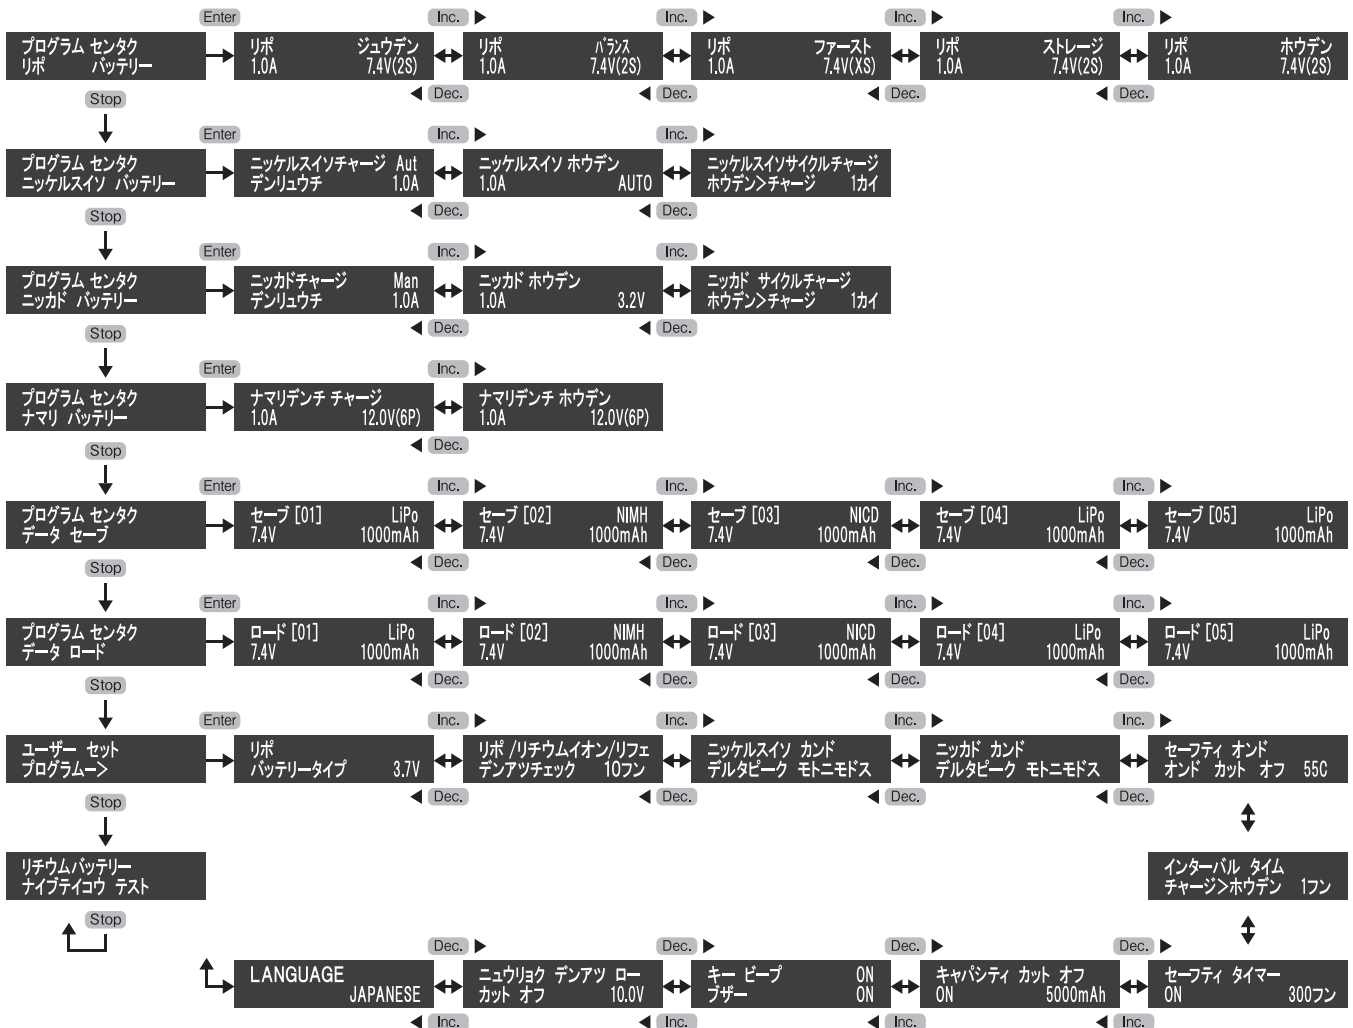 Enter Inc. Inc. Inc. Inc.
プログラム センタク リポ ジュウデン リポ バランス リポ ファースト リポ ストレージ リポ ホウデン
リポ バッテリー 1.0A 7.4V(2S) 1.0A 7.4V(2S) 1.0A 7.4V(XS) 1.0A 7.4V(2S) 1.0A 7.4V(2S)
Stop Dec. Dec. Dec. Dec.
Enter Inc. Inc.
プログラム センタク ニッケルスイソチャージ Aut ニッケルスイソ ホウデン ニッケルスイソサイクルチャージ
ニッケルスイソ バッテリー デンリュウチ 1.0A 1.0A AUTO ホウデン>チャージ 1カイ
Stop Dec. Dec.
Enter Inc. Inc.
プログラム センタク ニッカドチャージ Man ニッカド ホウデン ニッカド サイクルチャージ
ニッカド バッテリー デンリュウチ 1.0A 1.0A 3.2V ホウデン>チャージ 1カイ
Stop Dec. Dec.
Enter Inc.
プログラム センタク ナマリデンチ チャージ ナマリデンチ ホウデン
ナマリ バッテリー 1.0A 12.0V(6P) 1.0A 12.0V(6P)
Stop Dec.
Enter Inc. Inc. Inc. Inc.
プログラム センタク セーブ [01] LiPo セーブ [02] NIMH セーブ [03] NICD セーブ [04] LiPo セーブ [05] LiPo
データ セーブ 7.4V 1000mAh 7.4V 1000mAh 7.4V 1000mAh 7.4V 1000mAh 7.4V 1000mAh
Stop Dec. Dec. Dec. Dec.
Enter Inc. Inc. Inc. Inc.
プログラム センタク ロード [01] LiPo ロード [02] NIMH ロード [03] NICD ロード [04] LiPo ロード [05] LiPo
データ ロード 7.4V 1000mAh 7.4V 1000mAh 7.4V 1000mAh 7.4V 1000mAh 7.4V 1000mAh
Stop Dec. Dec. Dec. Dec.
Enter Inc. Inc. Inc. Inc.
ユーザー セット リポ リポ /リチウムイオン/リフェ ニッケルスイソ カンド ニッカド カンド セーフティ オンド
プログラムー> バッテリータイプ 3.7V デンアツチェック 10フン デルタピーク モトニモドス デルタピーク モトニモドス オンド カット オフ 55C
Stop Dec. Dec. Dec. Dec.
リチウムバッテリー インターバル タイム
ナイブテイコウ テスト チャージ>ホウデン 1フン
Stop
Dec. Dec. Dec. Dec.
LANGUAGE ニュウリョク デンアツ ロー キー ビープ ON キャパシティ カット オフ セーフティ タイマー
JAPANESE カット オフ 10.0V ブザー ON ON 5000mAh ON 300フン
Inc. Inc. Inc. Inc.